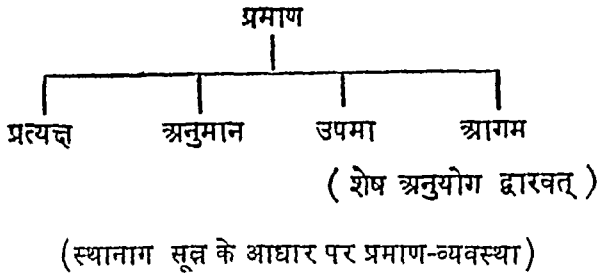 प्रमाण
प्रत्यक्ष अनुमान उपमा आगम
( शेष अनुयोग द्वारवत् )
(स्थानाग सूत्र के आधार पर प्रमाण-व्यवस्था)